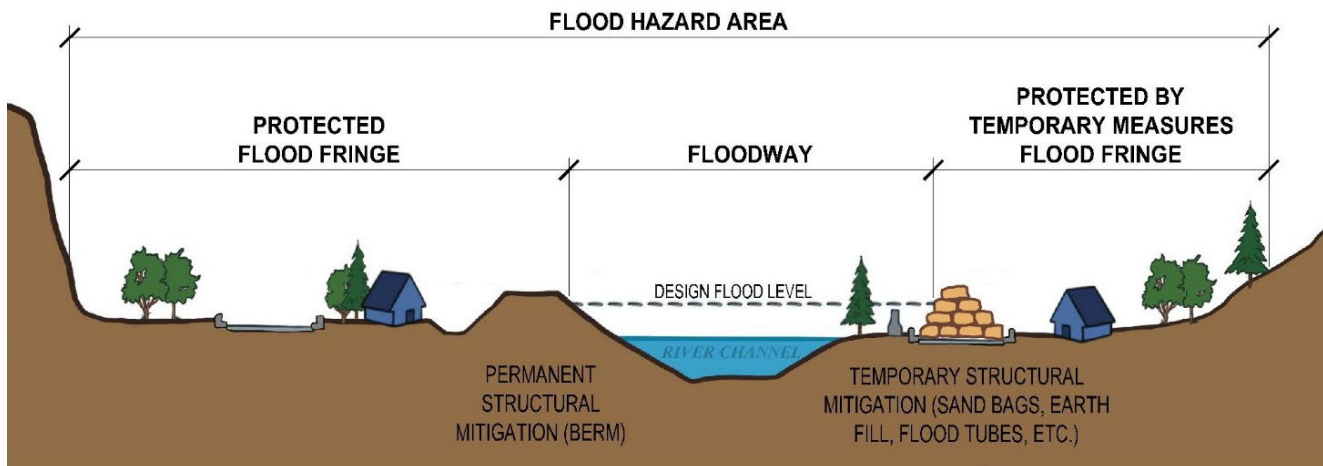 FLOOD HAZARD AREA
PROTECTED
FLOOD FRINGE
FLOODWAY
PROTECTED BY
TEMPORARY MEASURES
FLOOD FRINGE
DESIGN FLOOD LEVEL
RIVER CHANNEL
PERMANENT
STRUCTURAL
MITIGATION (BERM)
TEMPORARY STRUCTURAL
MITIGATION (SAND BAGS, EARTH
FILL, FLOOD TUBES, ETC.)